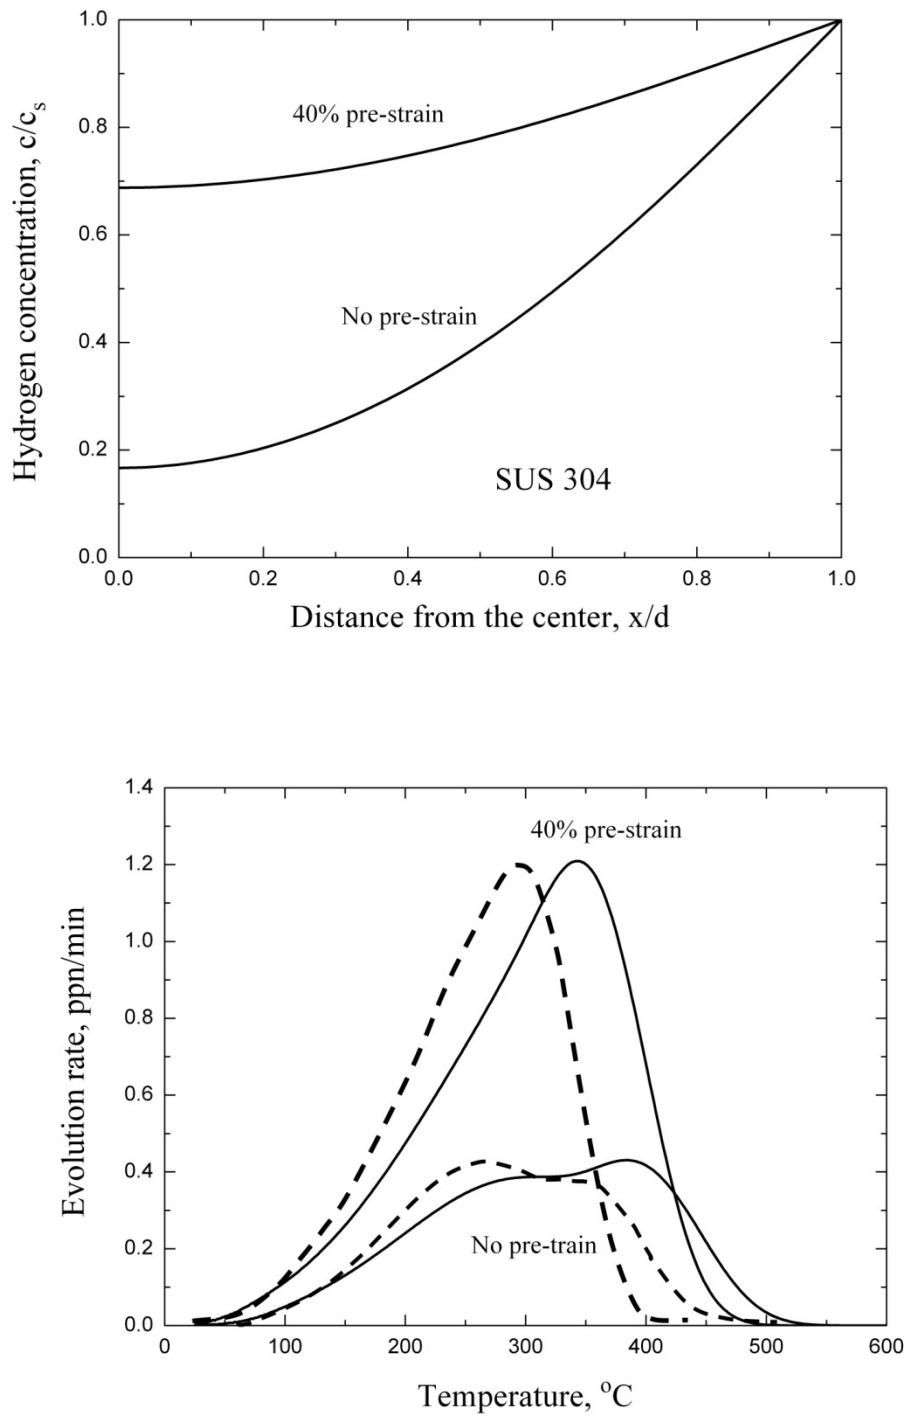 1.0
0.8
0.6
0.4
0.2
0.0
Hydrogen concentration, c/cs
40% pre-strain
No pre-strain
SUS 304
0.0 0.2 0.4 0.6 0.8 1.0
Distance from the center, x/d
1.4
1.2
1.0
0.8
0.6
0.4
0.2
0.0
Evolution rate, ppn/min
40% pre-strain
No pre-train
0 100 200 300 400 500 600
Temperature, °C